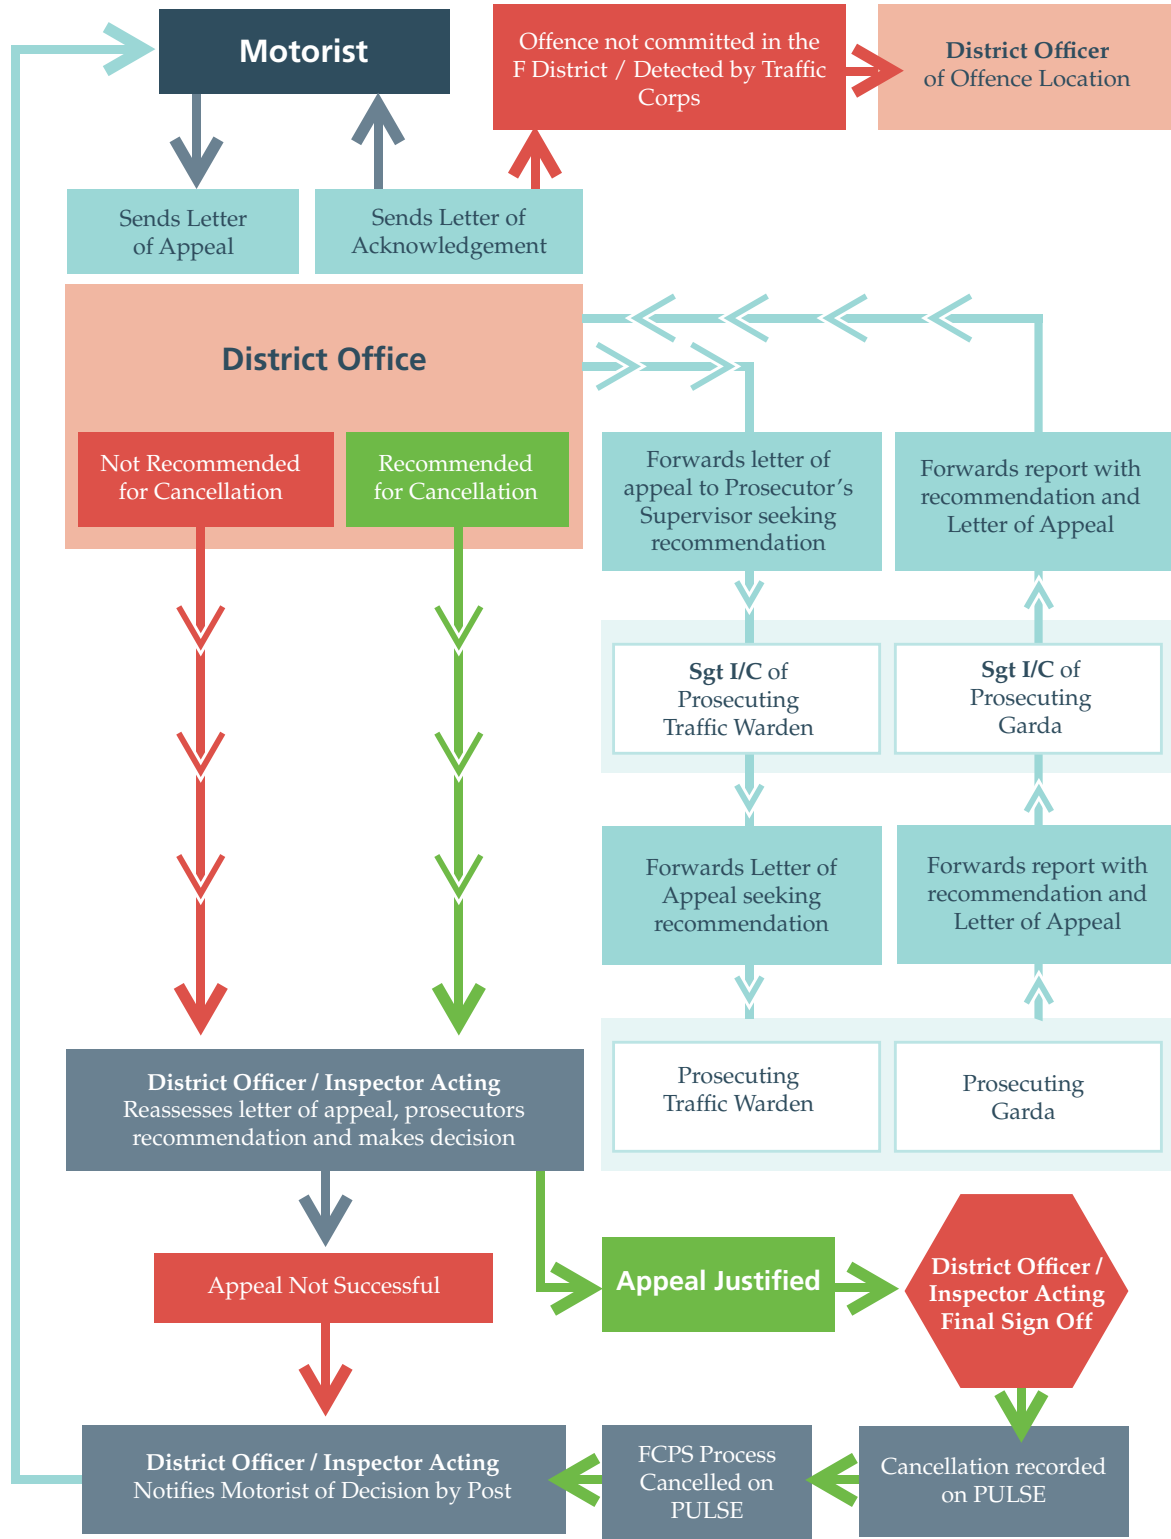 Motorist
Offence not committed in the
F District / Detected by Traffic
Corps
District Officer
of Offence Location
Sends Letter
of Appeal
Sends Letter of
Acknowledgement
District Office
Not Recommended
for Cancellation
Recommended
for Cancellation
Forwards letter of
appeal to Prosecutor's
Supervisor seeking
recommendation
Forwards report with
recommendation and
Letter of Appeal
Sgt I/C of
Prosecuting
Traffic Warden
Sgt I/C of
Prosecuting
Garda
Forwards Letter of
Appeal seeking
recommendation
Forwards report with
recommendation and
Letter of Appeal
Prosecuting
Traffic Warden
Prosecuting
Garda
District Officer / Inspector Acting
Reassesses letter of appeal, prosecutors
recommendation and makes decision
Appeal Not Successful
Appeal Justified
District Officer /
Inspector Acting
Final Sign Off
District Officer / Inspector Acting
Notifies Motorist of Decision by Post
FCPS Process
Cancelled on
PULSE
Cancellation recorded
on PULSE